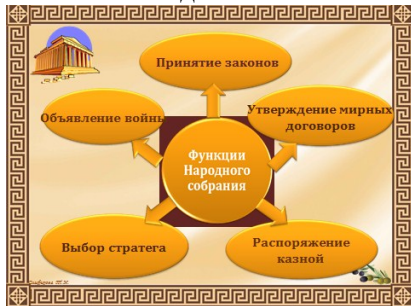 Принятие законов
Объявление войны
Утверждение мирных
договоров
Функции
Народного
собрания
Выбор стратега
Распоряжение
казной